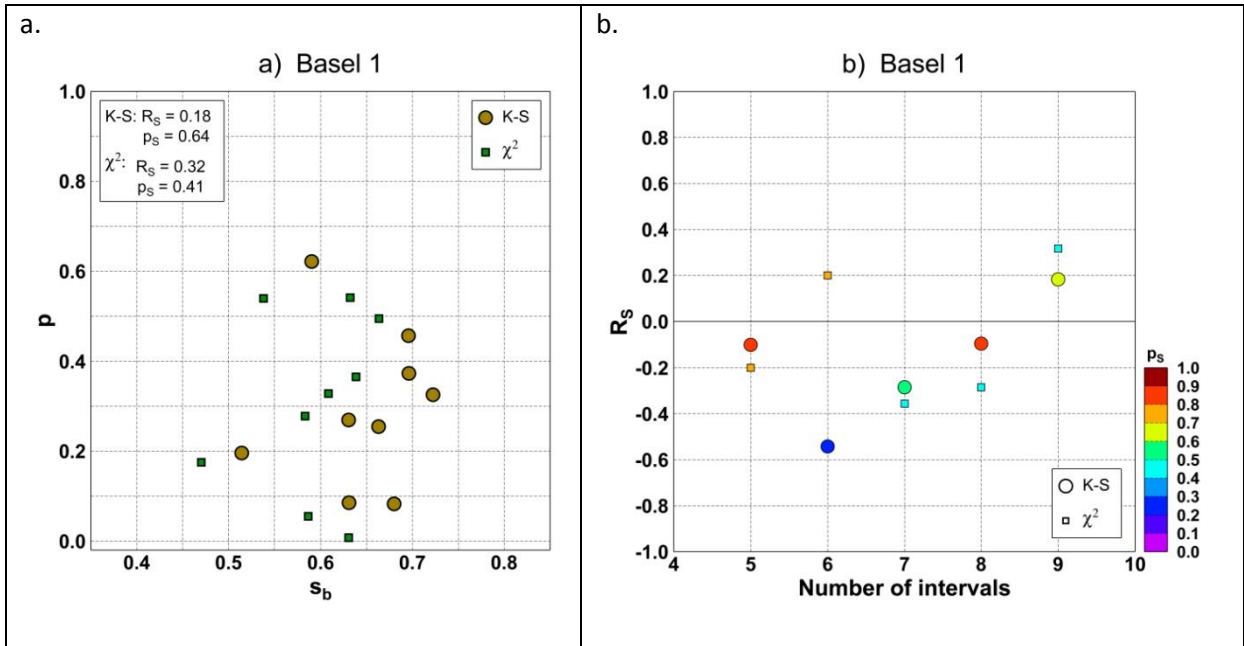 a.
a) Basel 1
K-S: R_S = 0.18
p_S = 0.64
χ²: R_S = 0.32
p_S = 0.41
K-S
χ²
1.0
0.8
0.6
0.4
0.2
0.0
p
0.4 0.5 0.6 0.7 0.8
s_b
b.
b) Basel 1
1.0
0.8
0.6
0.4
0.2
0.0
-0.2
-0.4
-0.6
-0.8
-1.0
R_S
4 5 6 7 8 9 10
Number of intervals
K-S
χ²
p_S
1.0
0.9
0.8
0.7
0.6
0.5
0.4
0.3
0.2
0.1
0.0